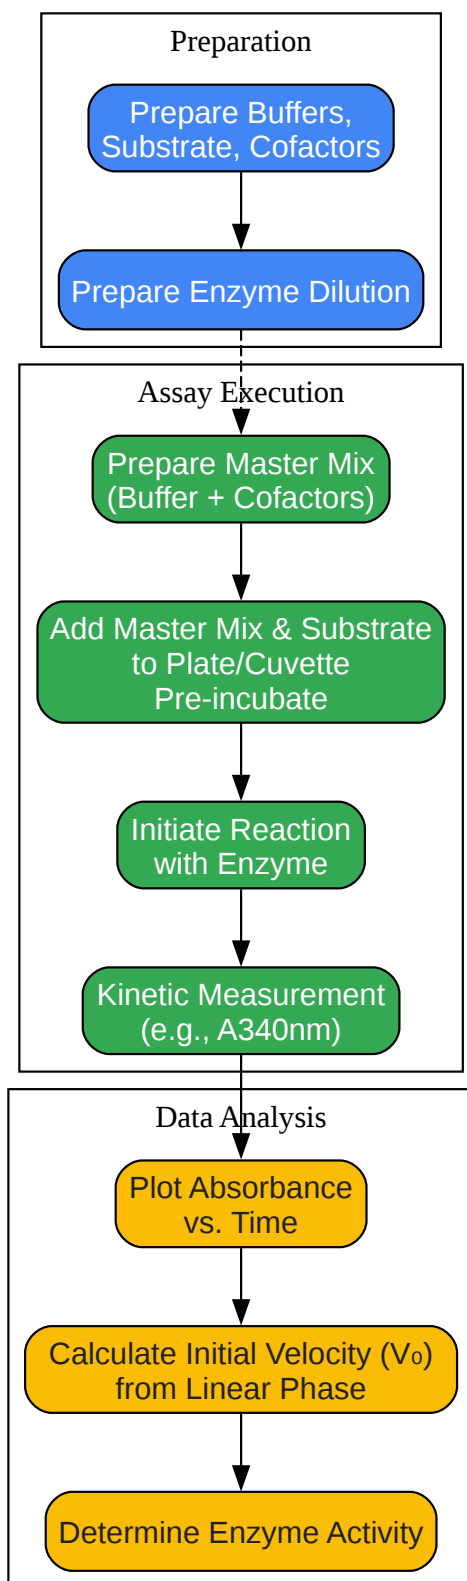 Preparation
Prepare Buffers,
Substrate, Cofactors
Prepare Enzyme Dilution
Assay Execution
Prepare Master Mix
(Buffer + Cofactors)
Add Master Mix & Substrate
to Plate/Cuvette
Pre-incubate
Initiate Reaction
with Enzyme
Kinetic Measurement
(e.g., A340nm)
Data Analysis
Plot Absorbance
vs. Time
Calculate Initial Velocity (V₀)
from Linear Phase
Determine Enzyme Activity